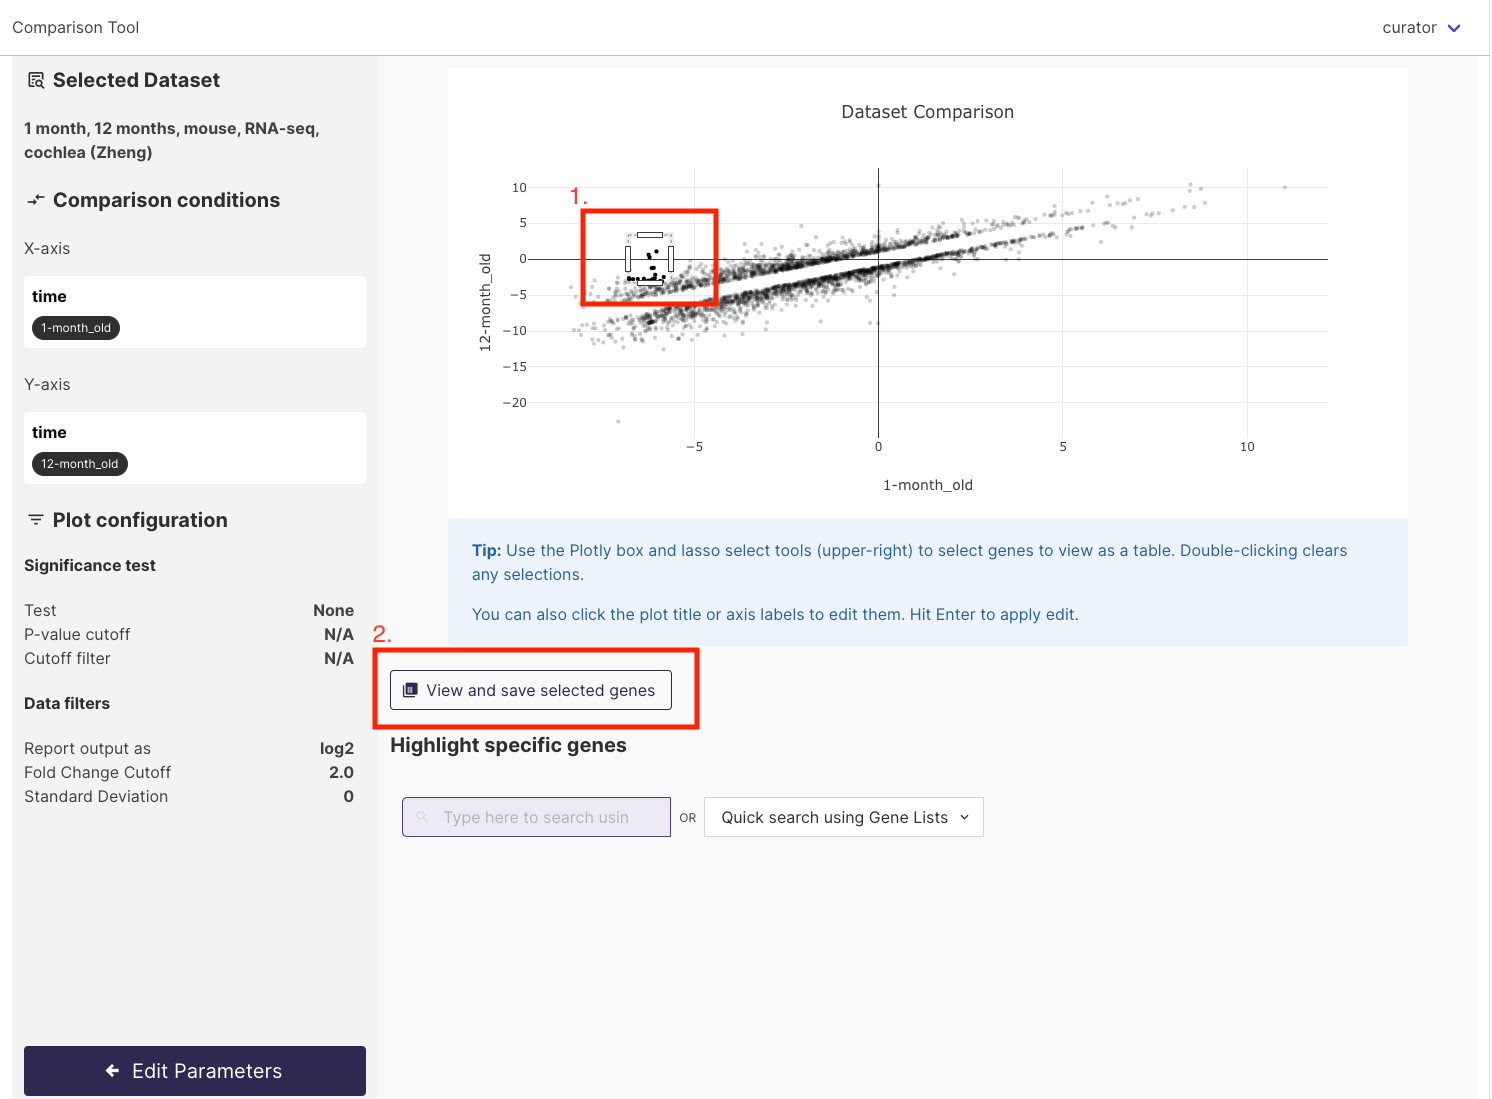 Comparison Tool
curator
Selected Dataset
1 month, 12 months, mouse, RNA-seq,
cochlea (Zheng)
Comparison conditions
X-axis
time
1-month_old
Y-axis
time
12-month_old
Plot configuration
Significance test
Test None
P-value cutoff N/A
Cutoff filter N/A
Data filters
Report output as log2
Fold Change Cutoff 2.0
Standard Deviation 0
Edit Parameters
Dataset Comparison
1.
12-month_old
10
5
0
−5
−10
−15
−20
−5 0 5 10
1-month_old
Tip: Use the Plotly box and lasso select tools (upper-right) to select genes to view as a table. Double-clicking clears
any selections.
You can also click the plot title or axis labels to edit them. Hit Enter to apply edit.
2.
View and save selected genes
Highlight specific genes
Type here to search usin OR Quick search using Gene Lists